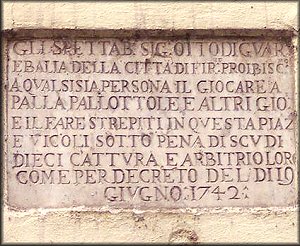 GLI SPETTAB SIG OTTO DI GUAR
E BALIA DELLA CITTA DI FIR PROIBISC
A QUALSISIA PERSONA IL GIOCARE A
PALLA PALLOTTOLE E ALTRI GIO
E IL FARE STREPITI IN QUESTA PIAZ
E VICOLI SOTTO PENA DI SCUDI
DIECI CATTURA E ARBITRIO LOR
COME PER DECRETO DEL DI 10
GIUGNO: 1742: